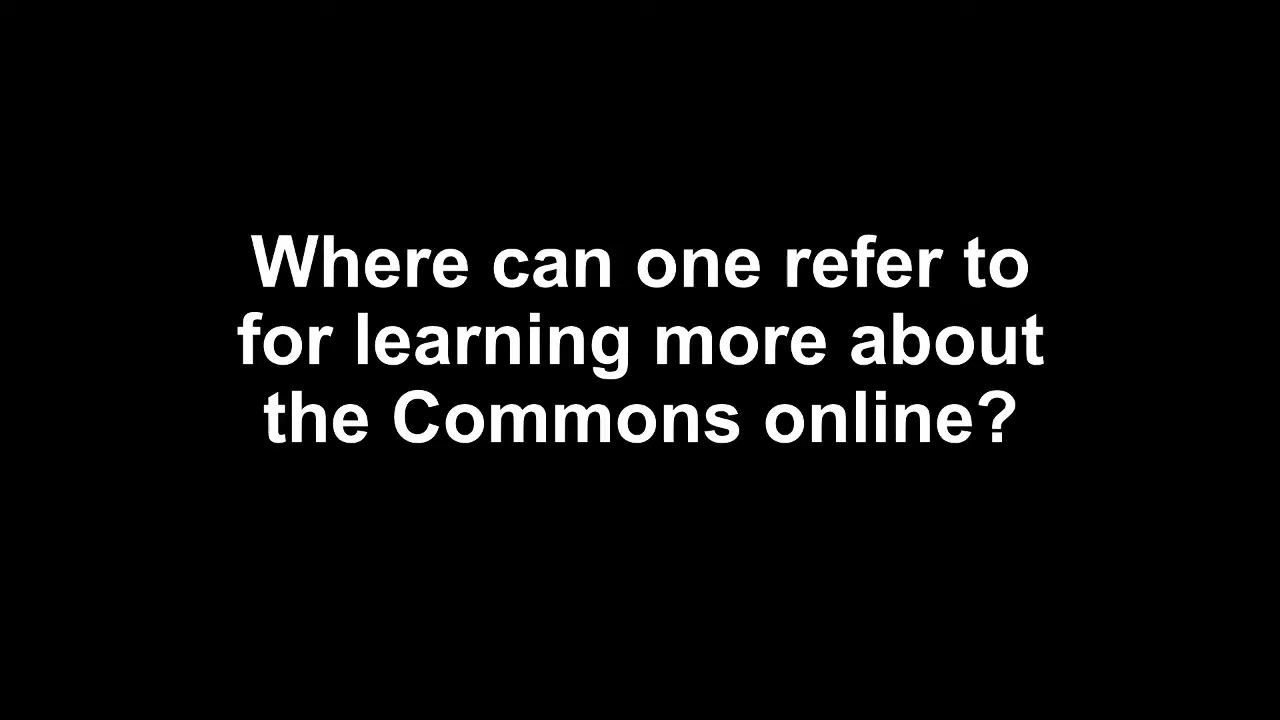 Where can one refer to
for learning more about
the Commons online?